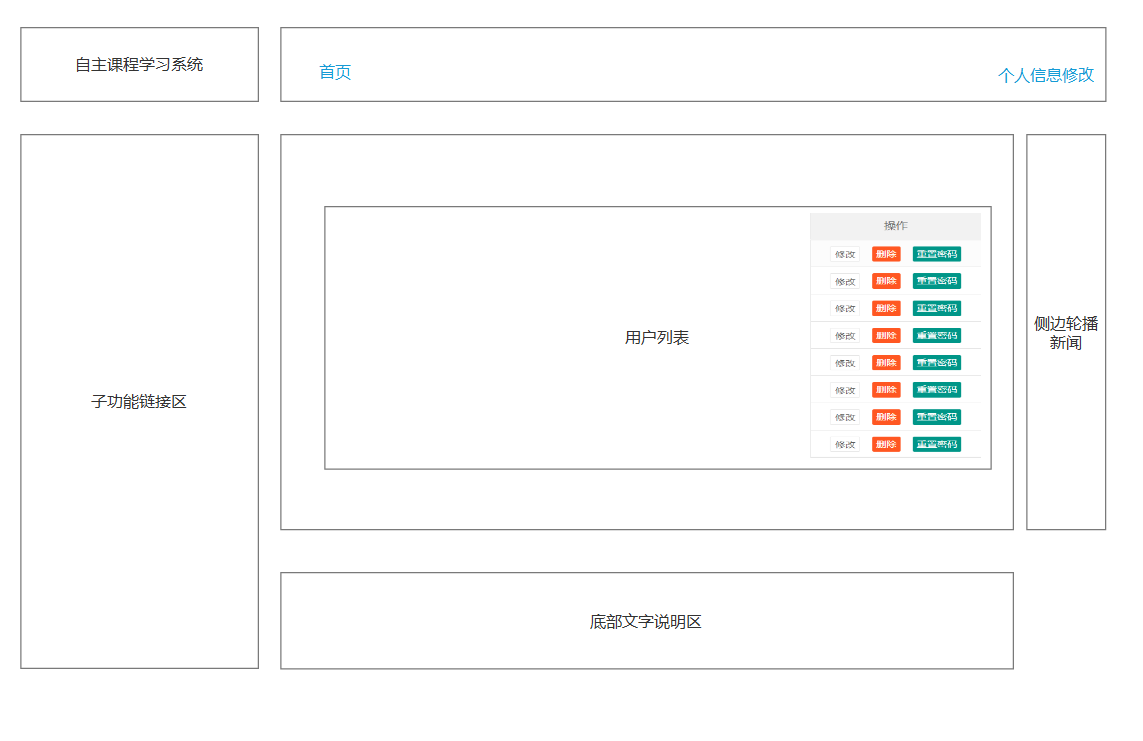 自主课程学习系统
首页
个人信息修改
子功能链接区
用户列表
操作
修改 删除 重置密码
修改 删除 重置密码
修改 删除 重置密码
修改 删除 重置密码
修改 删除 重置密码
修改 删除 重置密码
修改 删除 重置密码
修改 删除 重置密码
侧边轮播
新闻
底部文字说明区